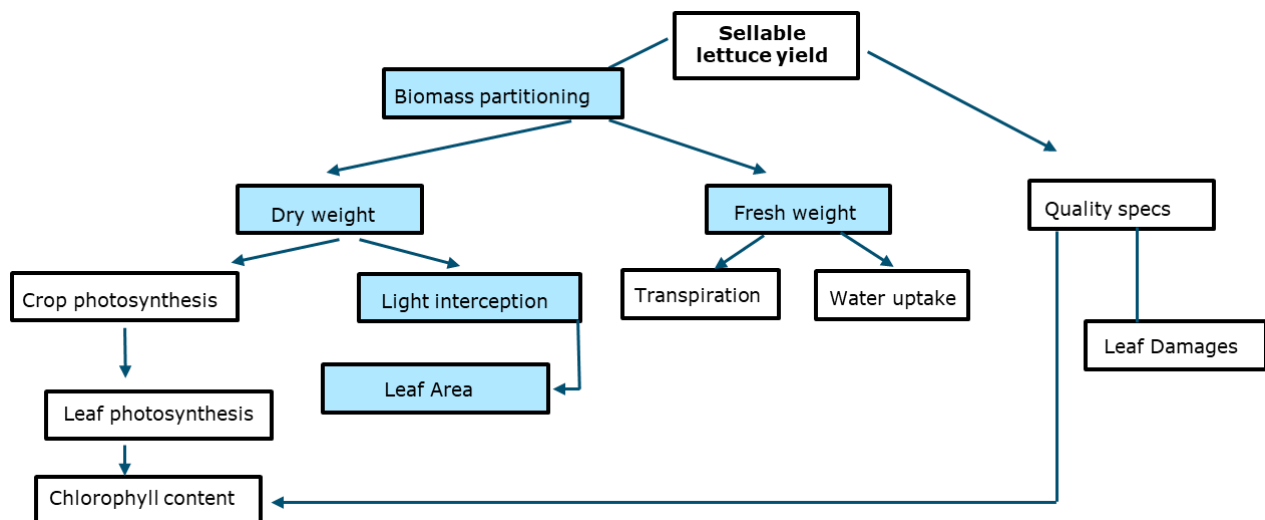 Sellable
lettuce yield
Biomass partitioning
Dry weight
Fresh weight
Quality specs
Crop photosynthesis
Light interception
Transpiration
Water uptake
Leaf Damages
Leaf Area
Leaf photosynthesis
Chlorophyll content